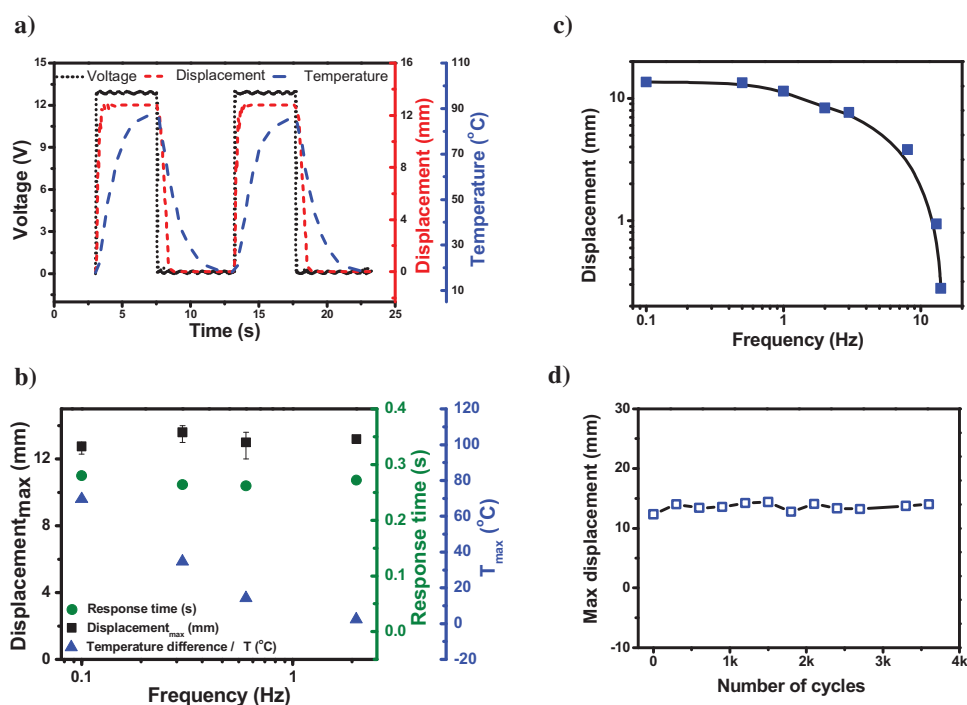 a)
15
12
9
6
3
0
Voltage (V)
Voltage
Displacement
Temperature
0
5
10
15
20
25
Time (s)
16
12
8
4
0
Displacement (mm)
110
90
70
50
30
10
Temperature (°C)
b)
12
8
4
0
Displacementmax (mm)
Response time (s)
Displacementmax (mm)
Temperature difference / T (°C)
0.1
1
Frequency (Hz)
0.4
0.3
0.2
0.1
0.0
Response time (s)
120
100
80
60
40
20
0
-20
Tmax (°C)
c)
10
1
Displacement (mm)
0.1
1
10
Frequency (Hz)
d)
30
20
10
0
-10
Max displacement (mm)
0
1k
2k
3k
4k
Number of cycles